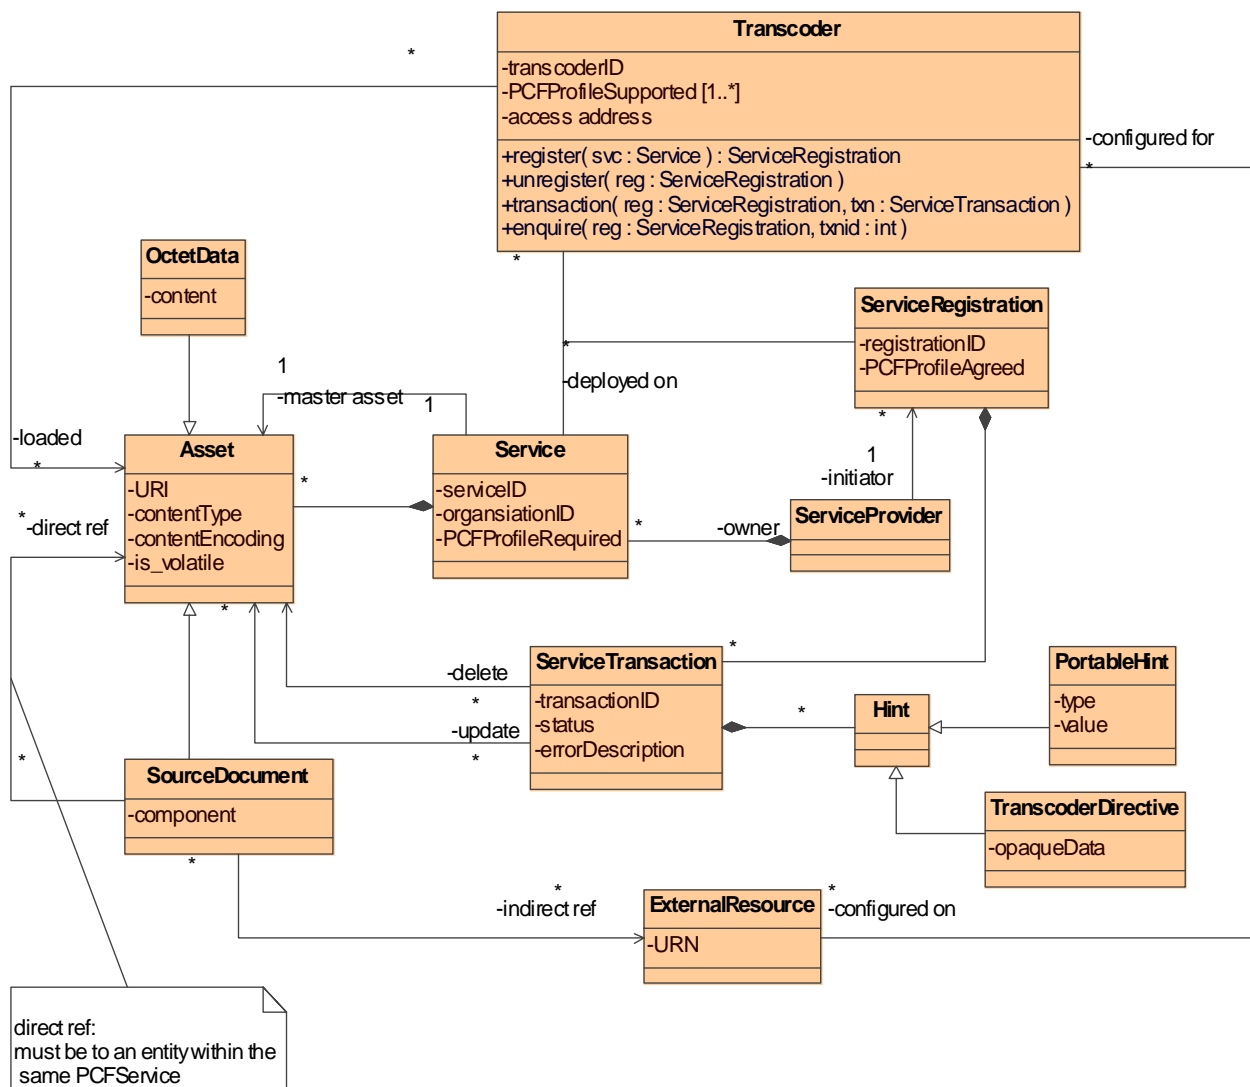 Transcoder
*
-transcoderID
-PCFProfileSupported [1..*]
-access address
-configured for
*
+register( svc : Service ) : ServiceRegistration
+unregister( reg : ServiceRegistration )
+transaction( reg : ServiceRegistration, txn : ServiceTransaction )
+enquire( reg : ServiceRegistration, txnid : int )
*
OctetData
-content
ServiceRegistration
-registrationID
-PCFProfileAgreed
*
-deployed on
1
-master asset
1
*
1
-initiator
-loaded
*
Asset
-URI
-contentType
-contentEncoding
-is_volatile
*
Service
-serviceID
-organsiationID
-PCFProfileRequired
*
-owner
ServiceProvider
*
-direct ref
*
-delete
*
-update
*
ServiceTransaction
-transactionID
-status
-errorDescription
*
*
Hint
PortableHint
-type
-value
*
SourceDocument
-component
*
TranscoderDirective
-opaqueData
*
-indirect ref
ExternalResource
-URN
*
-configured on
direct ref:
must be to an entity within the
same PCFService